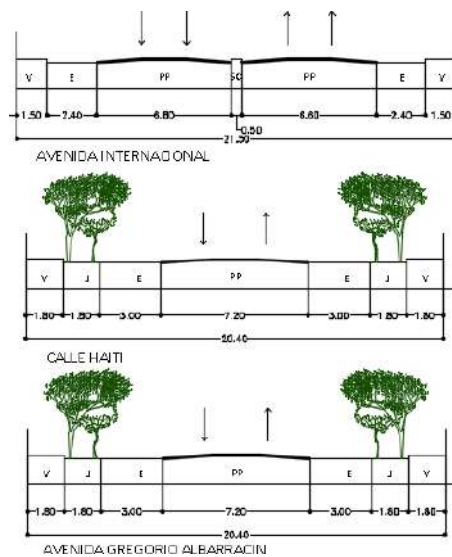 V E PP SC PP E V
1.50 2.40 6.60 6.60 2.40 1.50
0.50
21.50
AVENIDA INTERNACIONAL
V J E PP E J V
1.80 1.80 3.00 7.20 3.00 1.80 1.80
20.40
CALLE HAITI
V J E PP E J V
1.80 1.80 3.00 7.20 3.00 1.80 1.80
20.40
AVENIDA GREGORIO ALBARRACIN